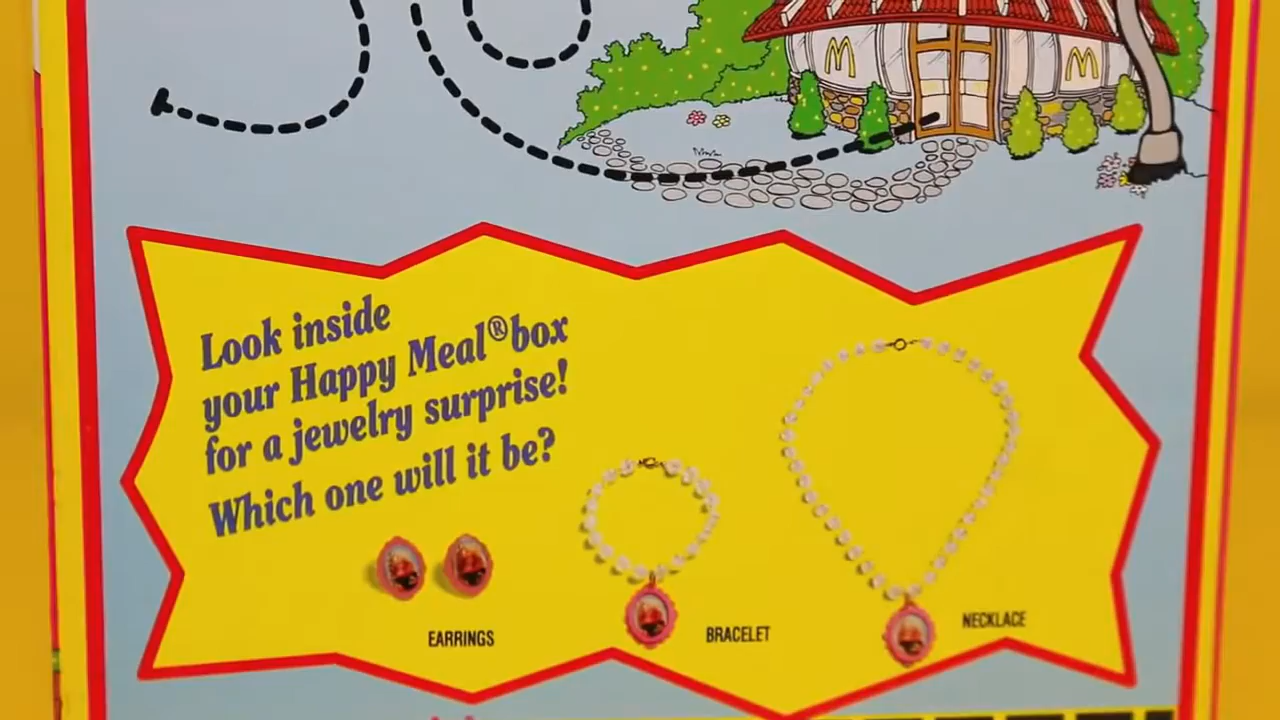 M M
Look inside
your Happy Meal® box
for a jewelry surprise!
Which one will it be?
EARRINGS
BRACELET
NECKLACE